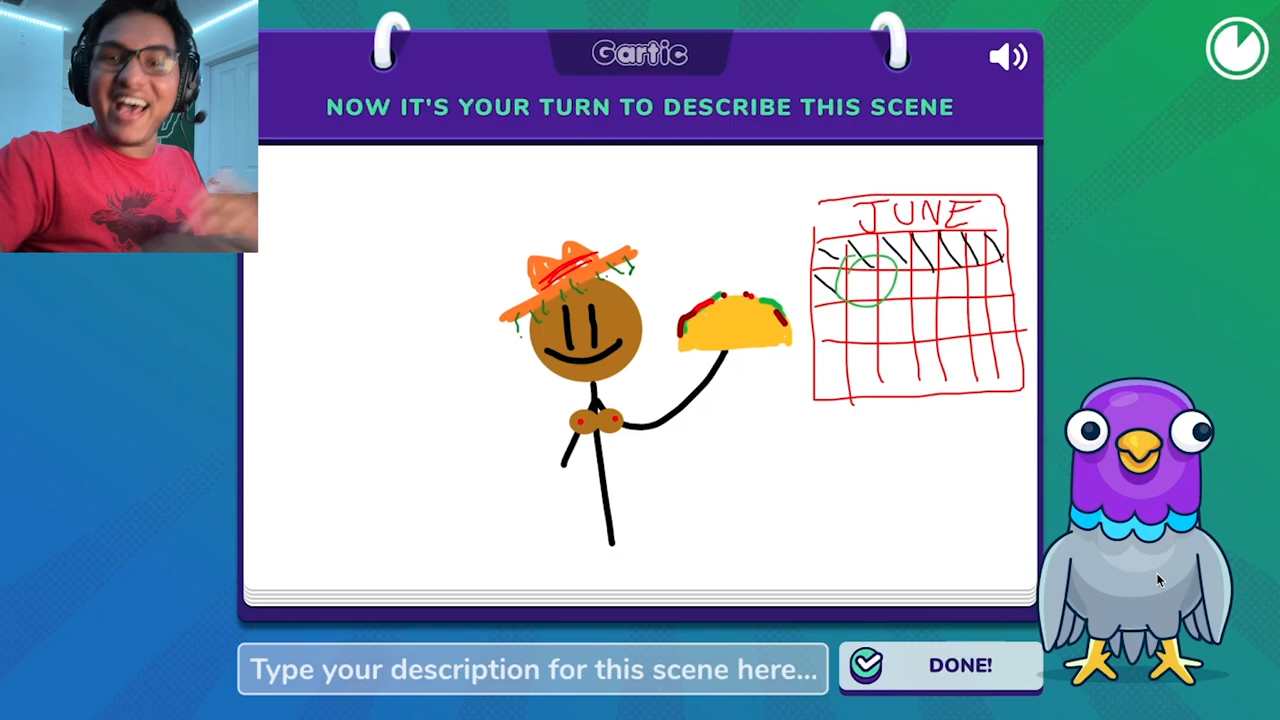 Gartic
NOW IT'S YOUR TURN TO DESCRIBE THIS SCENE
JUNE
Type your description for this scene here...
DONE!